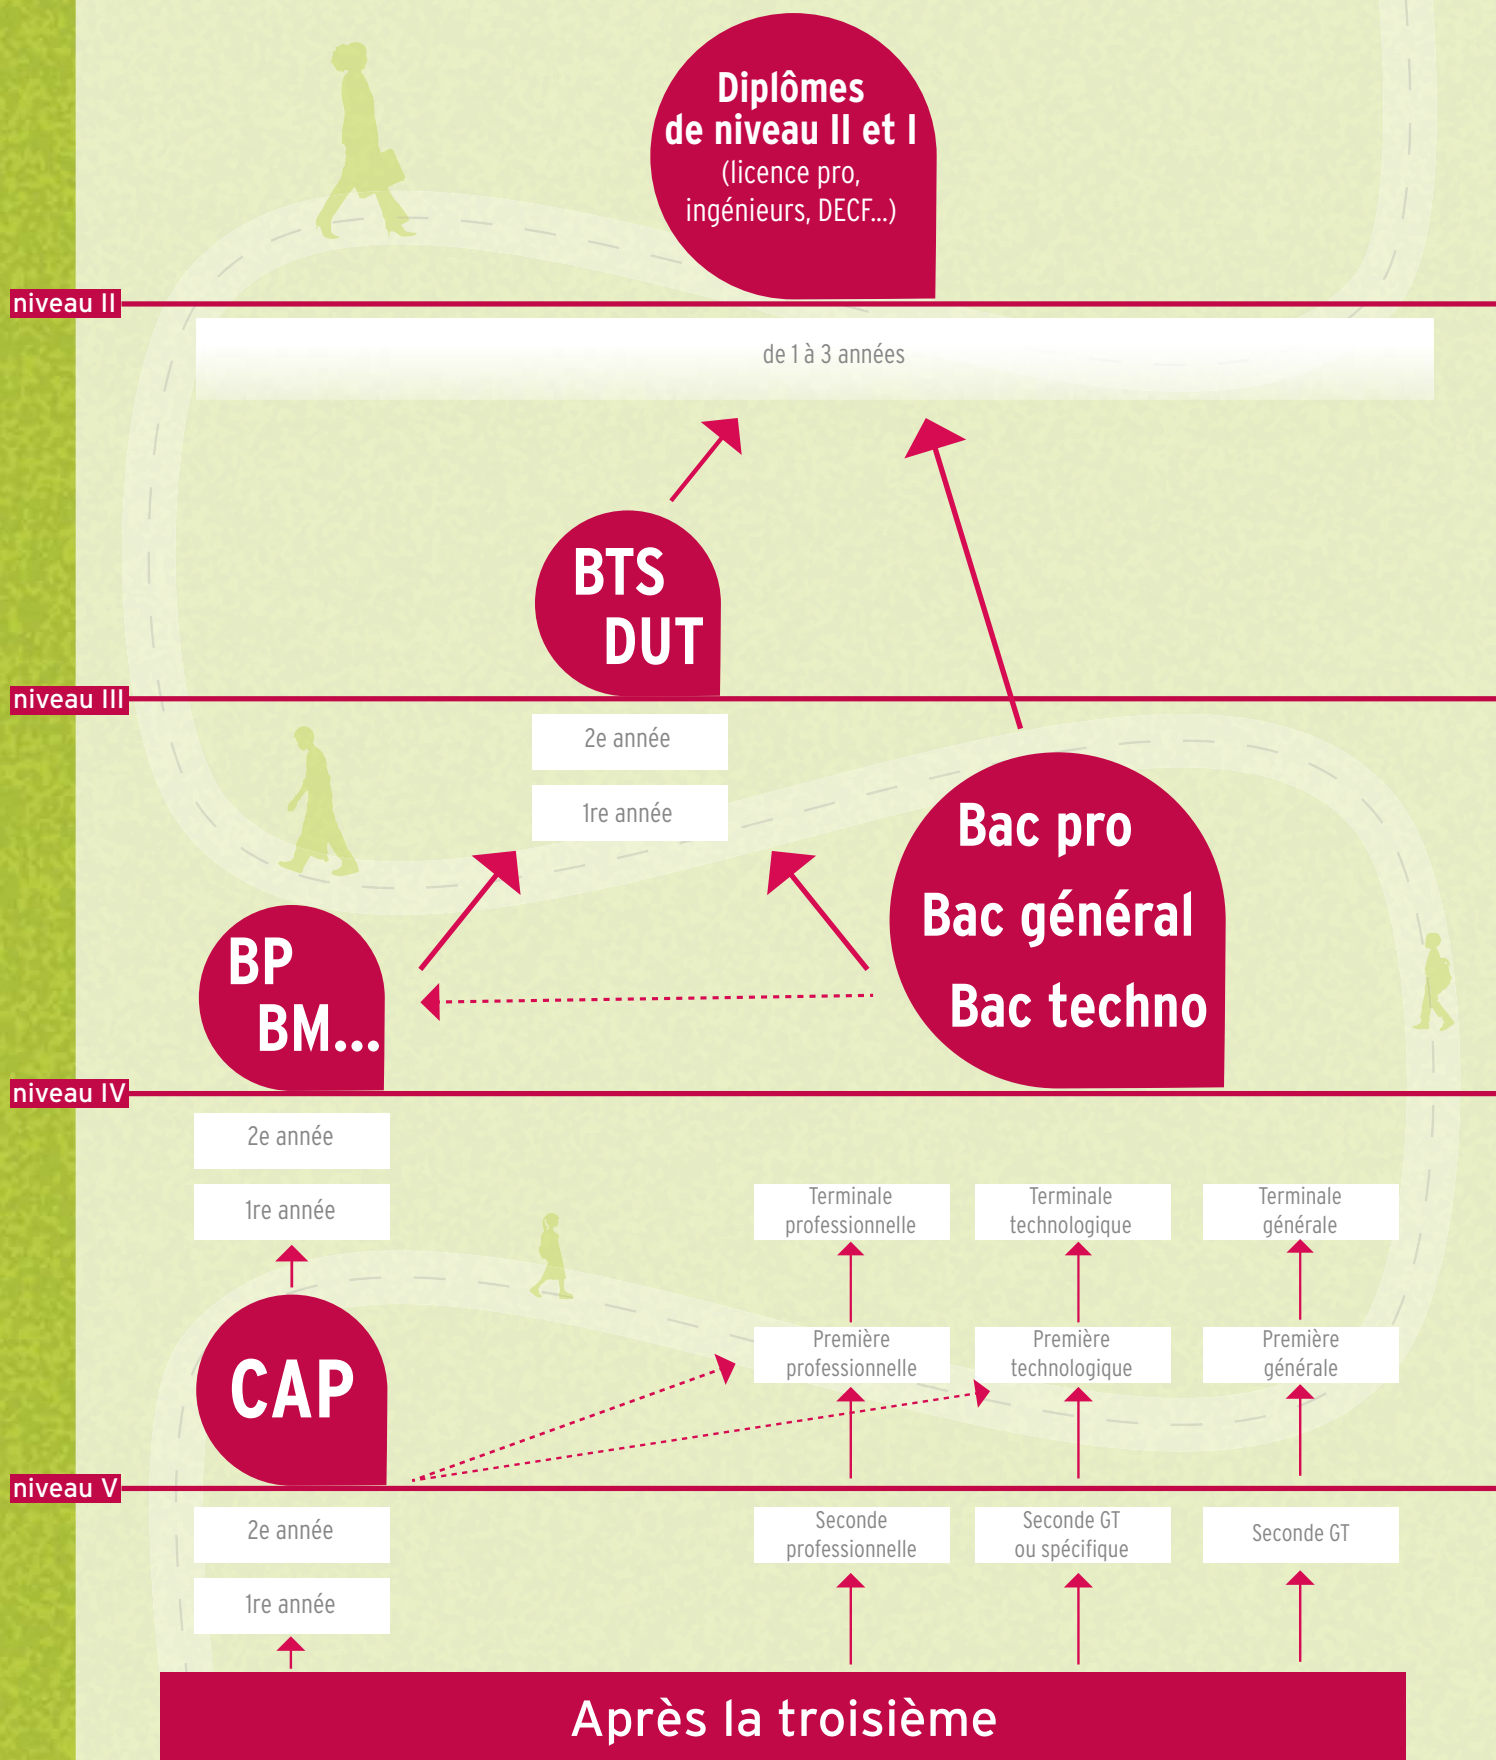 Diplômes
de niveau II et I
(licence pro,
ingénieurs, DECF...)
niveau II
de 1 à 3 années
BTS
DUT
niveau III
2e année
1re année
Bac pro
Bac général
Bac techno
BP
BM...
niveau IV
2e année
1re année
Terminale
professionnelle
Terminale
technologique
Terminale
générale
CAP
Première
professionnelle
Première
technologique
Première
générale
niveau V
2e année
1re année
Seconde
professionnelle
Seconde GT
ou spécifique
Seconde GT
Après la troisième